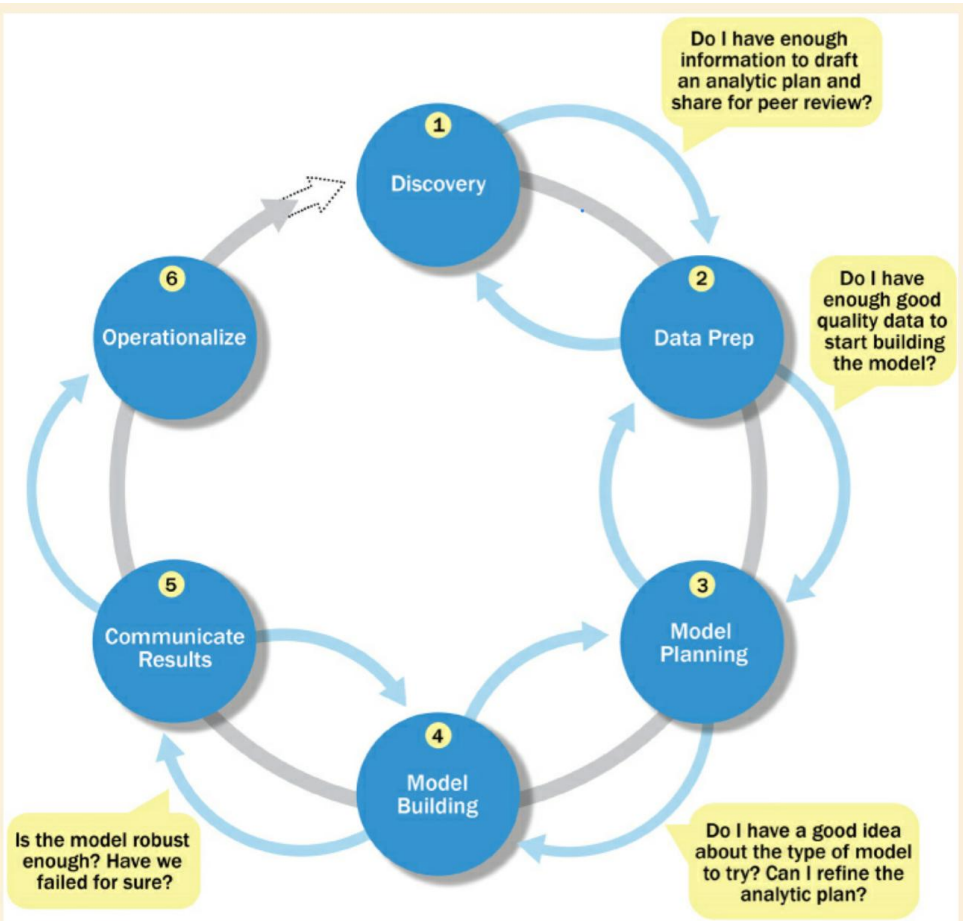 Do I have enough
information to draft
an analytic plan and
share for peer review?
1
Discovery
2
Data Prep
Do I have
enough good
quality data to
start building
the model?
3
Model
Planning
Do I have a good idea
about the type of model
to try? Can I refine the
analytic plan?
4
Model
Building
Is the model robust
enough? Have we
failed for sure?
5
Communicate
Results
6
Operationalize